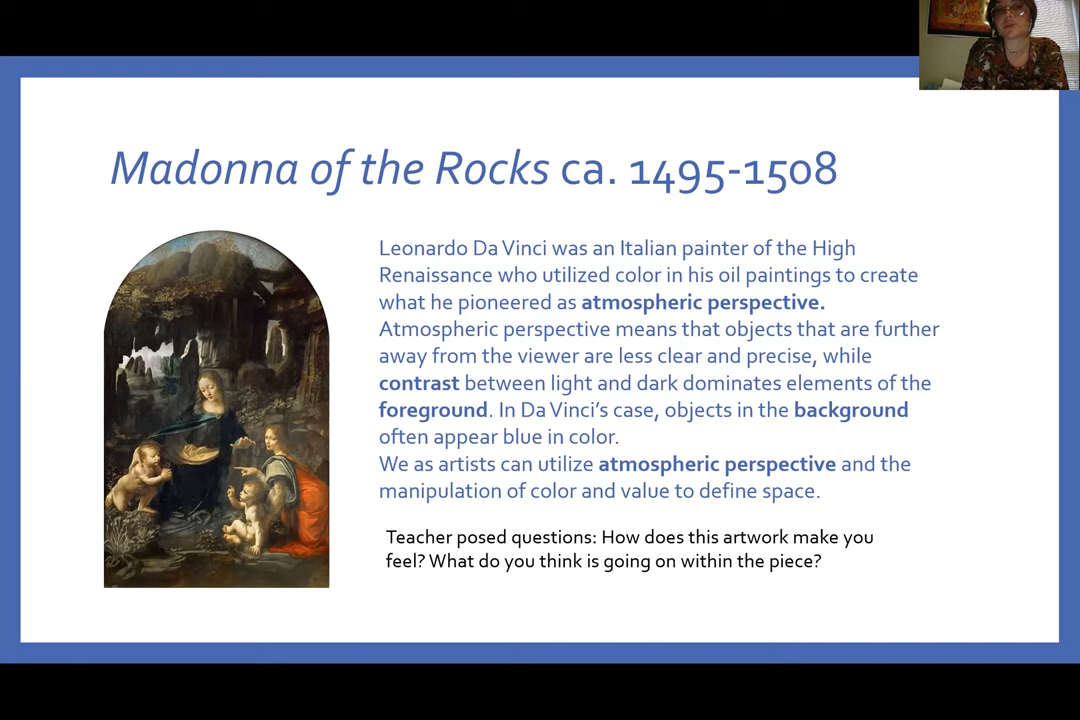 Madonna of the Rocks ca. 1495-1508
Leonardo Da Vinci was an Italian painter of the High
Renaissance who utilized color in his oil paintings to create
what he pioneered as atmospheric perspective.
Atmospheric perspective means that objects that are further
away from the viewer are less clear and precise, while
contrast between light and dark dominates elements of the
foreground. In Da Vinci's case, objects in the background
often appear blue in color.
We as artists can utilize atmospheric perspective and the
manipulation of color and value to define space.
Teacher posed questions: How does this artwork make you
feel? What do you think is going on within the piece?